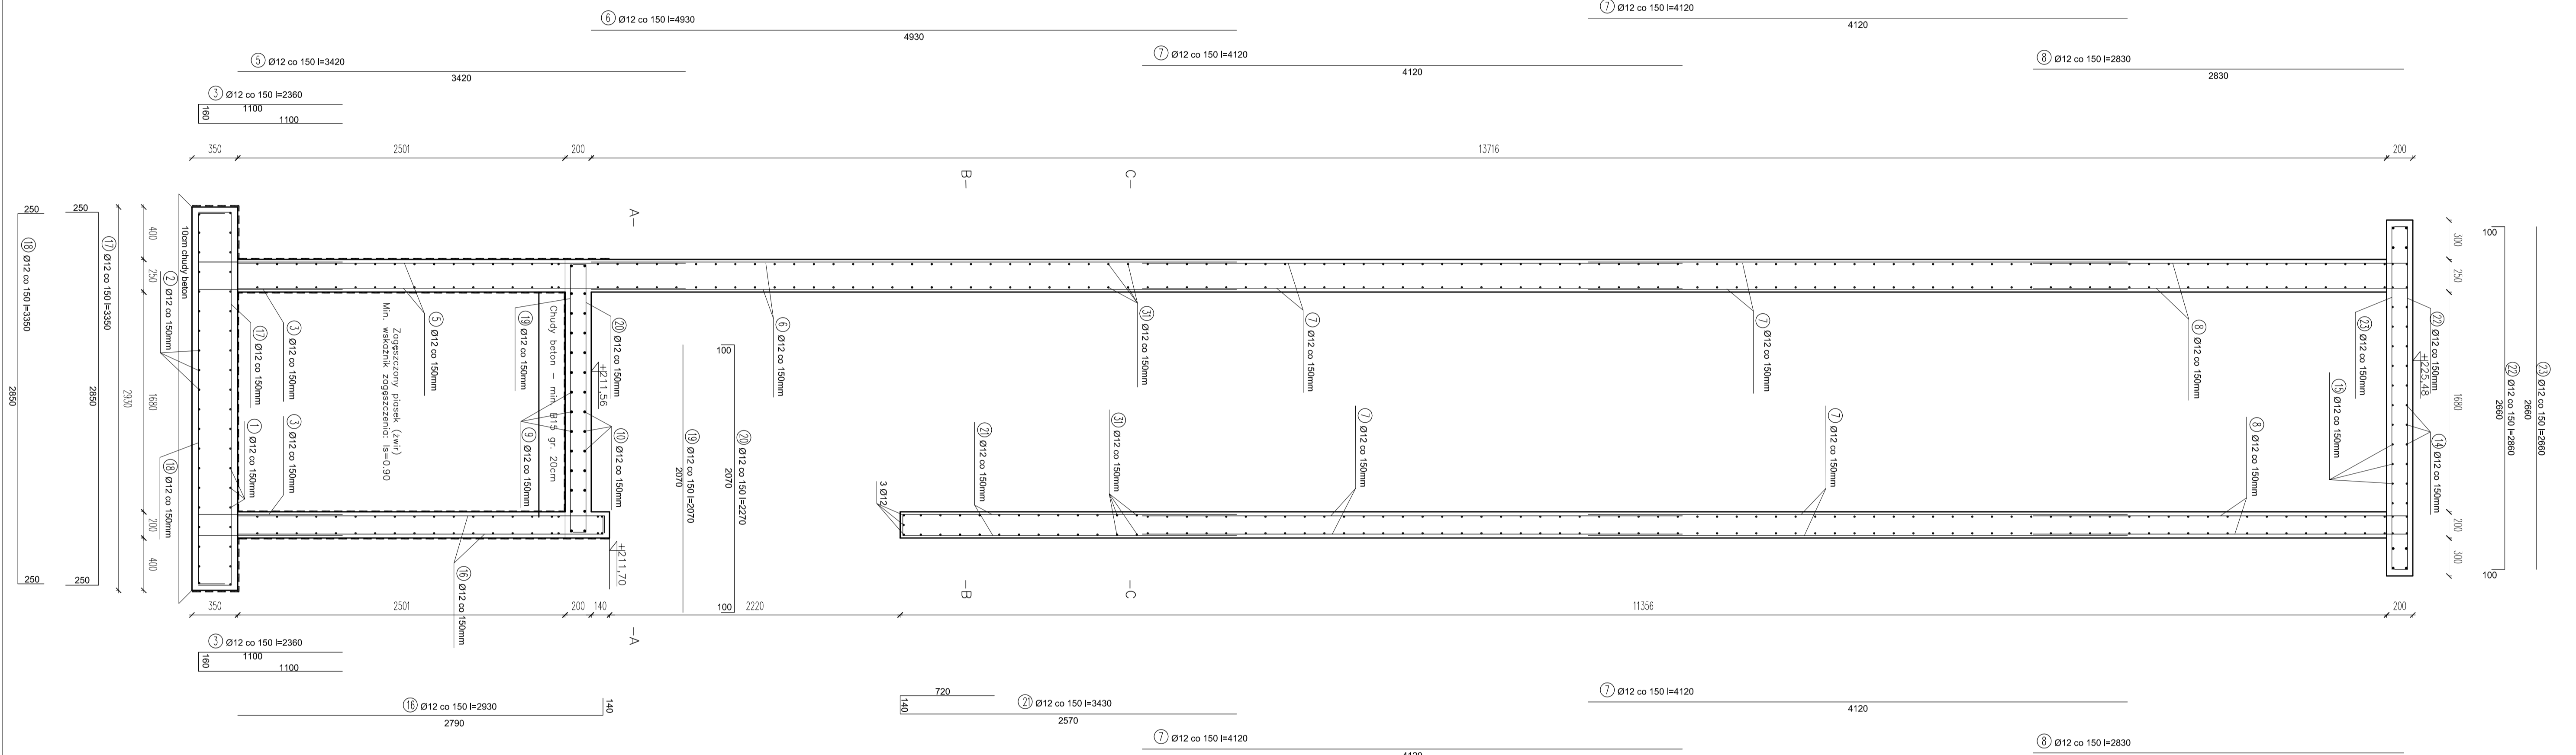 ⑥ Ø12 co 150 l=4930
4930
⑦ Ø12 co 150 l=4120
4120
⑦ Ø12 co 150 l=4120
4120
⑤ Ø12 co 150 l=3420
3420
⑧ Ø12 co 150 l=2830
2830
③ Ø12 co 150 l=2360
160
1100
1100
350
2501
200
13716
200
B-
C-
A-
250
⑱ Ø12 co 150 l=3350
2850
250
250
⑰ Ø12 co 150 l=3350
2850
250
2930
400
250
1680
200
400
10cm chudy beton
② Ø12 co 150mm
⑱ Ø12 co 150mm
⑰ Ø12 co 150mm
① Ø12 co 150mm
③ Ø12 co 150mm
③ Ø12 co 150mm
Zagęszczony piasek (żwir)
Min. wskaźnik zagęszczenia: Is=0.90
⑤ Ø12 co 150mm
⑯ Ø12 co 150mm
⑲ Ø12 co 150mm
⑨ Ø12 co 150mm
Chudy beton - min. B15 gr. 20cm
+211,56
⑳ Ø12 co 150mm
⑩ Ø12 co 150mm
+211,70
⑲ Ø12 co 150 l=2070
2070
100
⑳ Ø12 co 150 l=2270
2070
100
⑥ Ø12 co 150mm
3 Ø12
㉑ Ø12 co 150mm
㉛ Ø12 co 150mm
㉛ Ø12 co 150mm
⑦ Ø12 co 150mm
⑦ Ø12 co 150mm
⑦ Ø12 co 150mm
⑦ Ø12 co 150mm
⑧ Ø12 co 150mm
⑧ Ø12 co 150mm
⑮ Ø12 co 150mm
㉓ Ø12 co 150mm
㉒ Ø12 co 150mm
+225,48
⑭ Ø12 co 150mm
300
250
1680
200
300
100
㉒ Ø12 co 150 l=2860
2660
100
㉓ Ø12 co 150 l=2660
2660
-B
-C
-A
350
2501
200
140
2220
11356
200
③ Ø12 co 150 l=2360
160
1100
1100
⑯ Ø12 co 150 l=2930
2790
140
720
140
㉑ Ø12 co 150 l=3430
2570
⑦ Ø12 co 150 l=4120
4120
⑦ Ø12 co 150 l=4120
4120
⑧ Ø12 co 150 l=2830